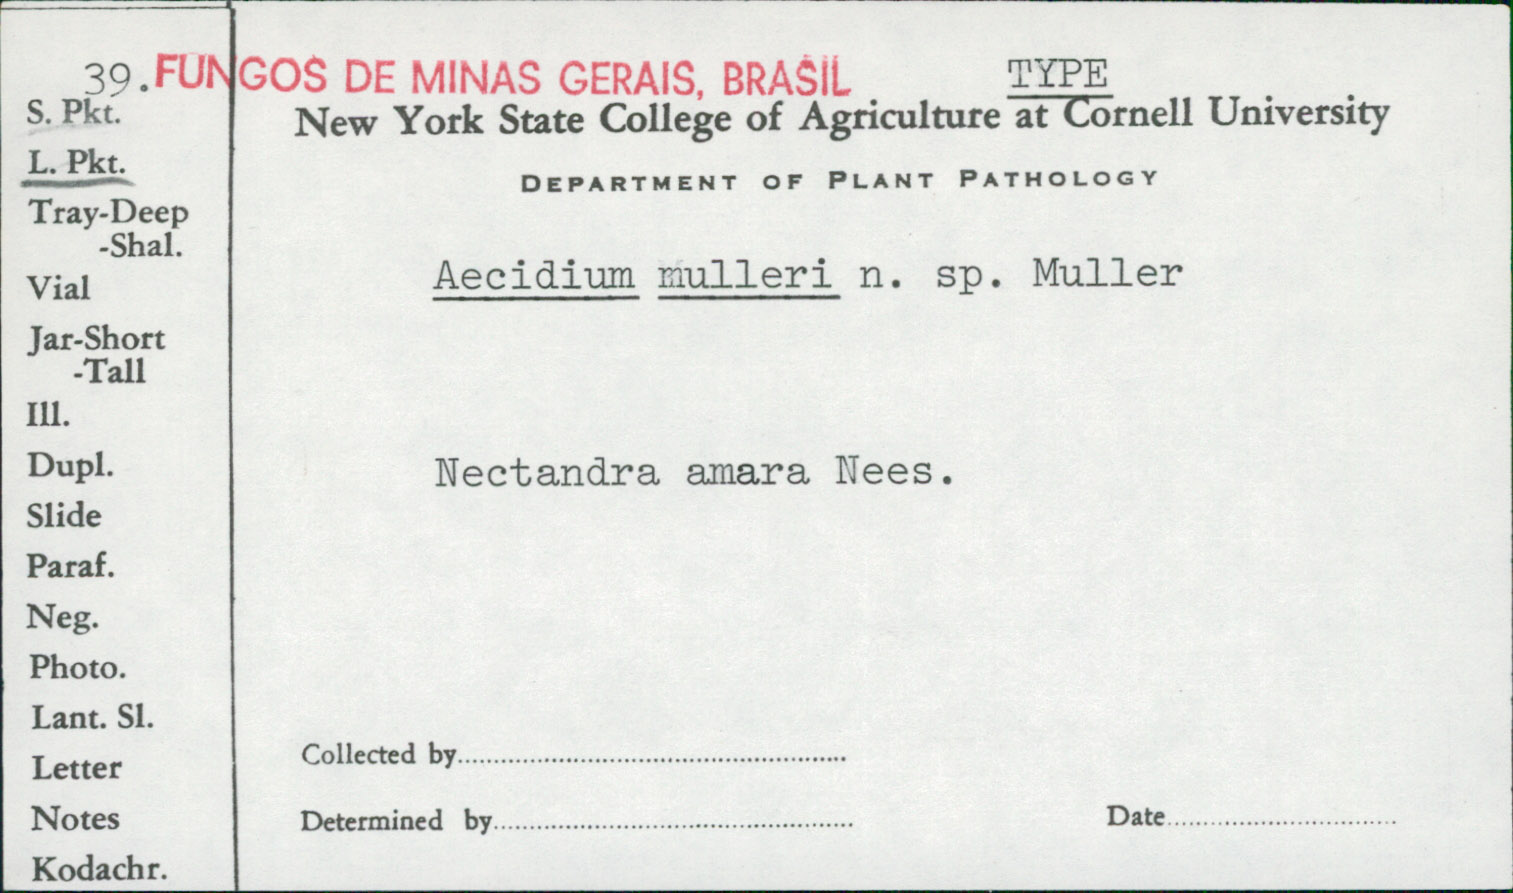 39. FUNGOS DE MINAS GERAIS, BRASIL TYPE
New York State College of Agriculture at Cornell University
DEPARTMENT OF PLANT PATHOLOGY
S. Pkt.
L. Pkt.
Tray-Deep
-Shal.
Vial
Jar-Short
-Tall
Ill.
Dupl.
Slide
Paraf.
Neg.
Photo.
Lant. Sl.
Letter
Notes
Kodachr.
Aecidium mulleri n. sp. Muller
Nectandra amara Nees.
Collected by
Determined by
Date